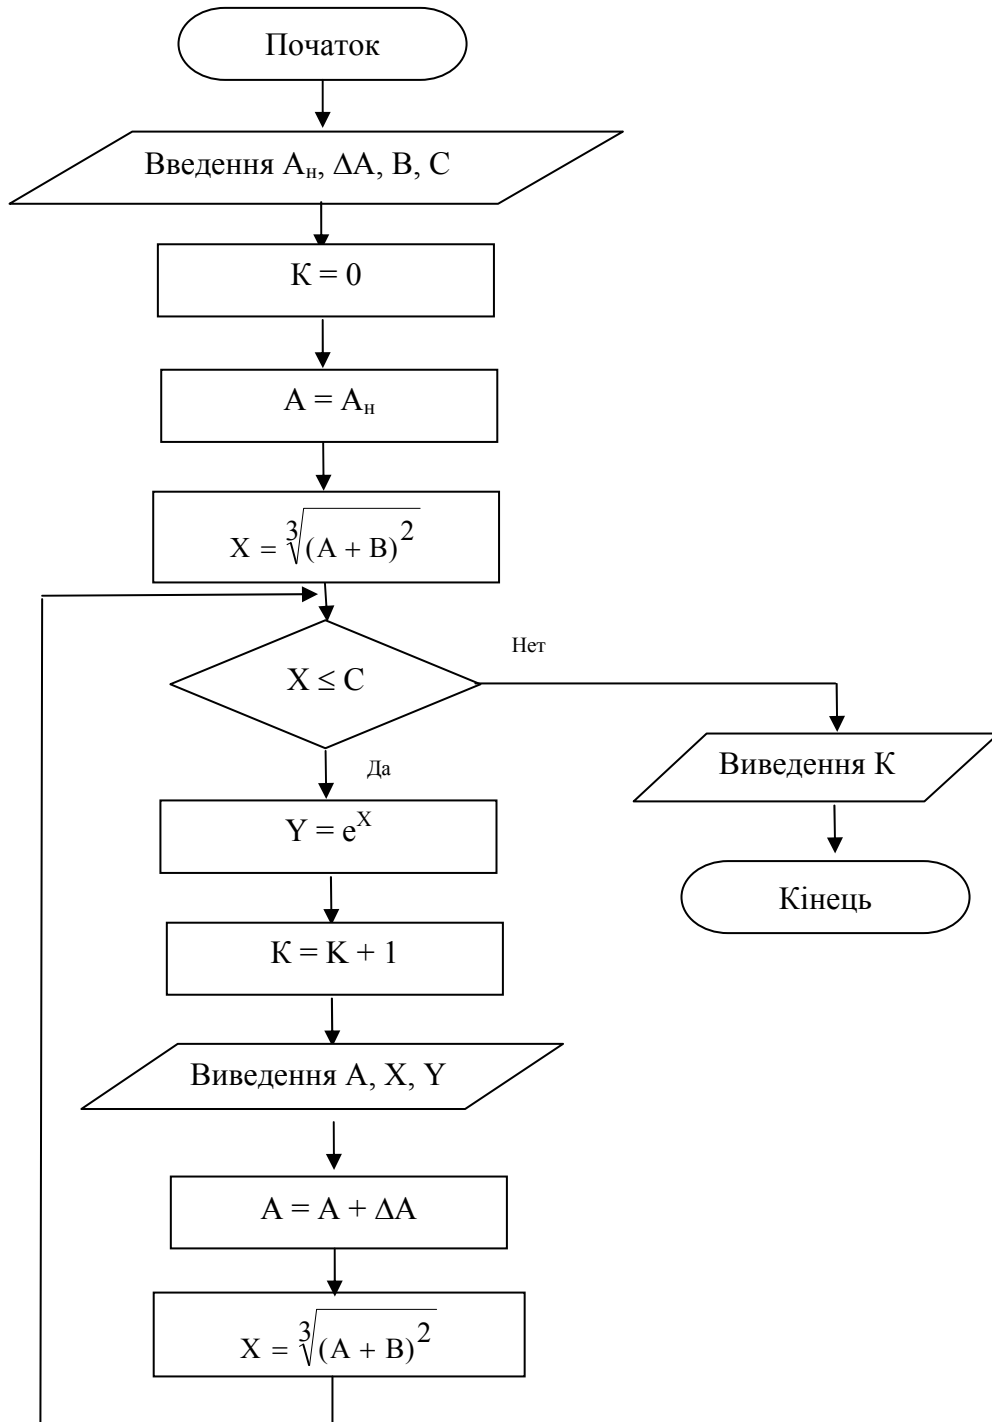 Початок
Введення Aн, ΔA, B, C
К = 0
A = Aн
X = ∛(A + B)²
X ≤ C
Нет
Да
Виведення К
Y = eˣ
Кінець
К = K + 1
Виведення A, X, Y
A = A + ΔA
X = ∛(A + B)²